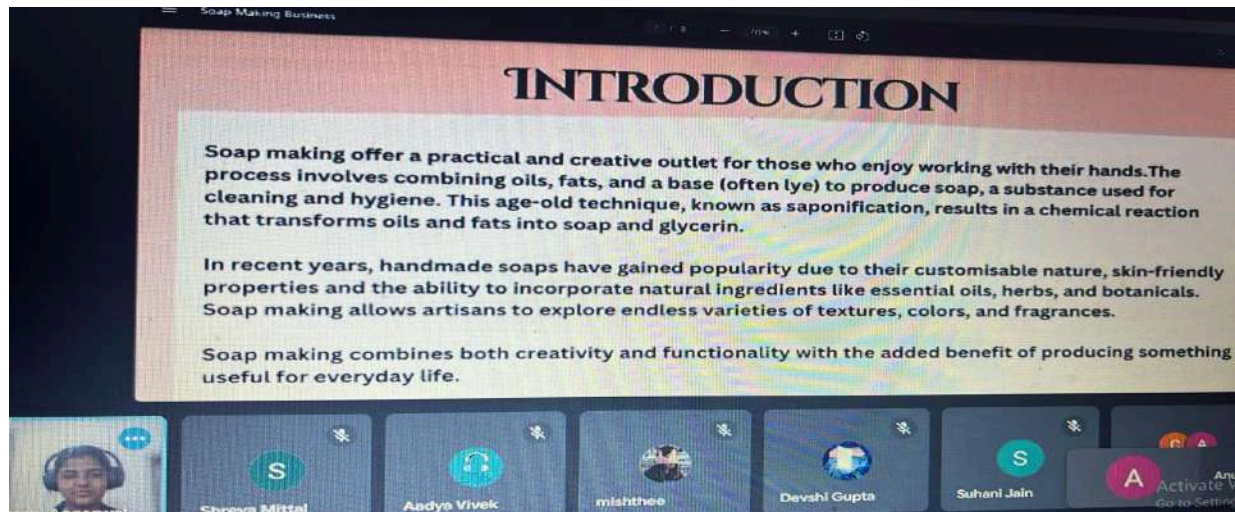 Soap Making Business
70%
INTRODUCTION
Soap making offer a practical and creative outlet for those who enjoy working with their hands.The
process involves combining oils, fats, and a base (often lye) to produce soap, a substance used for
cleaning and hygiene. This age-old technique, known as saponification, results in a chemical reaction
that transforms oils and fats into soap and glycerin.
In recent years, handmade soaps have gained popularity due to their customisable nature, skin-friendly
properties and the ability to incorporate natural ingredients like essential oils, herbs, and botanicals.
Soap making allows artisans to explore endless varieties of textures, colors, and fragrances.
Soap making combines both creativity and functionality with the added benefit of producing something
useful for everyday life.
S
Shreya Mittal
Aadya Vivek
mishthee
Devshi Gupta
S
Suhani Jain
A
A
Activate
Go to